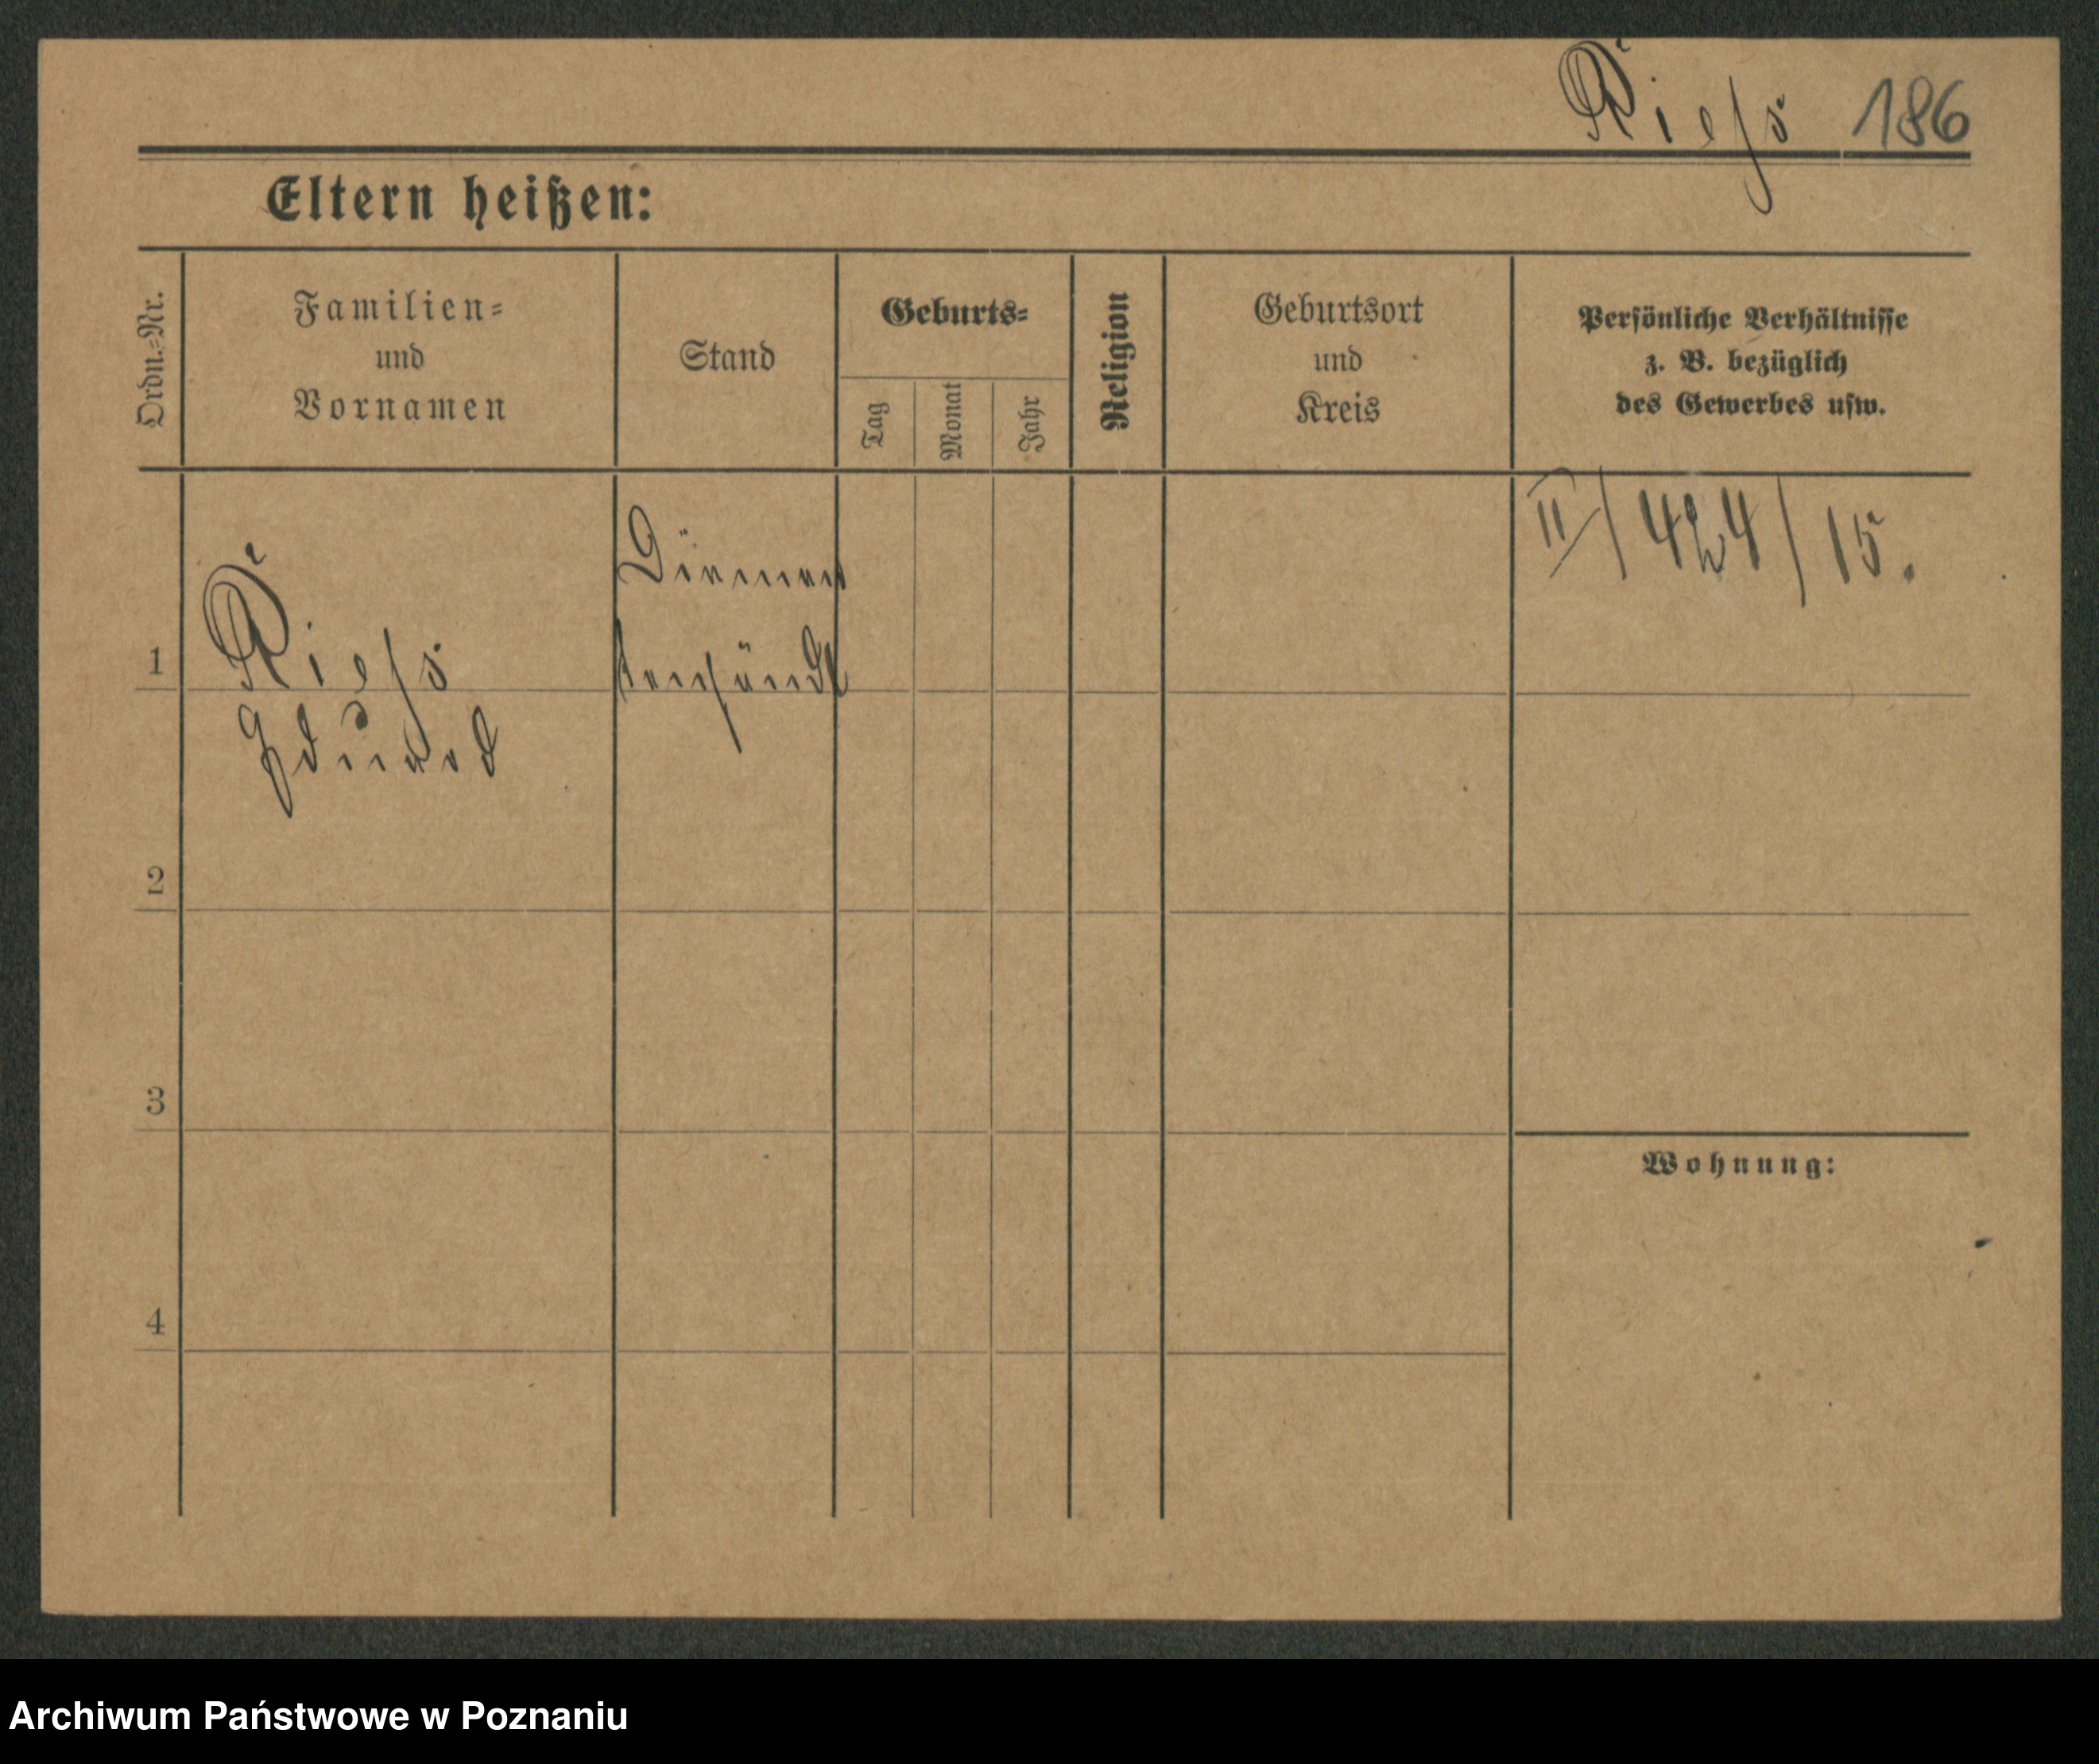 Riess 186
Eltern heißen:
Ordn.-Nr.
Familien-
und
Vornamen
Stand
Geburts-
Tag
Monat
Jahr
Religion
Geburtsort
und
Kreis
Persönliche Verhältnisse
z. B. bezüglich
des Gewerbes usw.
1
Riess
Eduard
II/424/15.
2
3
4
Wohnung:
Archiwum Państwowe w Poznaniu